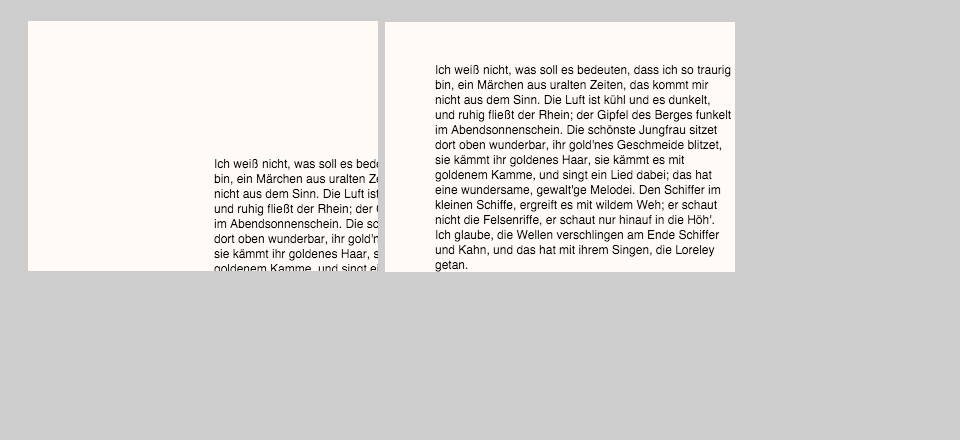 Ich weiß nicht, was soll es bede
bin, ein Märchen aus uralten Ze
nicht aus dem Sinn. Die Luft ist
und ruhig fließt der Rhein; der
im Abendsonnenschein. Die sc
dort oben wunderbar, ihr gold'n
sie kämmt ihr goldenes Haar, s
goldenem Kamme, und singt ei
Ich weiß nicht, was soll es bedeuten, dass ich so traurig
bin, ein Märchen aus uralten Zeiten, das kommt mir
nicht aus dem Sinn. Die Luft ist kühl und es dunkelt,
und ruhig fließt der Rhein; der Gipfel des Berges funkelt
im Abendsonnenschein. Die schönste Jungfrau sitzet
dort oben wunderbar, ihr gold'nes Geschmeide blitzet,
sie kämmt ihr goldenes Haar, sie kämmt es mit
goldenem Kamme, und singt ein Lied dabei; das hat
eine wundersame, gewalt'ge Melodei. Den Schiffer im
kleinen Schiffe, ergreift es mit wildem Weh; er schaut
nicht die Felsenriffe, er schaut nur hinauf in die Höh'.
Ich glaube, die Wellen verschlingen am Ende Schiffer
und Kahn, und das hat mit ihrem Singen, die Loreley
getan.